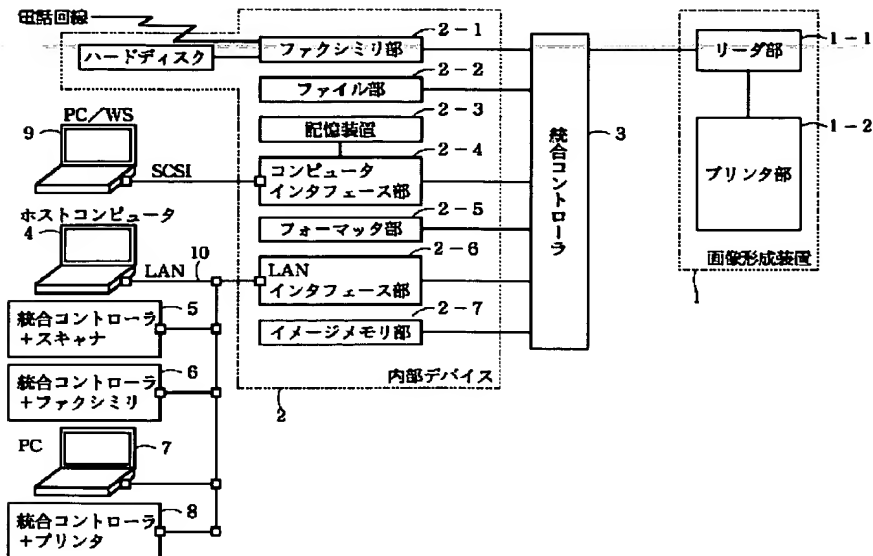 電話回線
ハードディスク
ファクシミリ部
2-1
ファイル部
2-2
記憶装置
2-3
コンピュータ
インタフェース部
2-4
フォーマッタ部
2-5
LAN
インタフェース部
2-6
イメージメモリ部
2-7
内部デバイス
2
統合コントローラ
3
リーダ部
1-1
プリンタ部
1-2
画像形成装置
1
PC/WS
9
SCSI
ホストコンピュータ
4
LAN
10
統合コントローラ
+スキャナ
5
統合コントローラ
+ファクシミリ
6
PC
7
統合コントローラ
+プリンタ
8